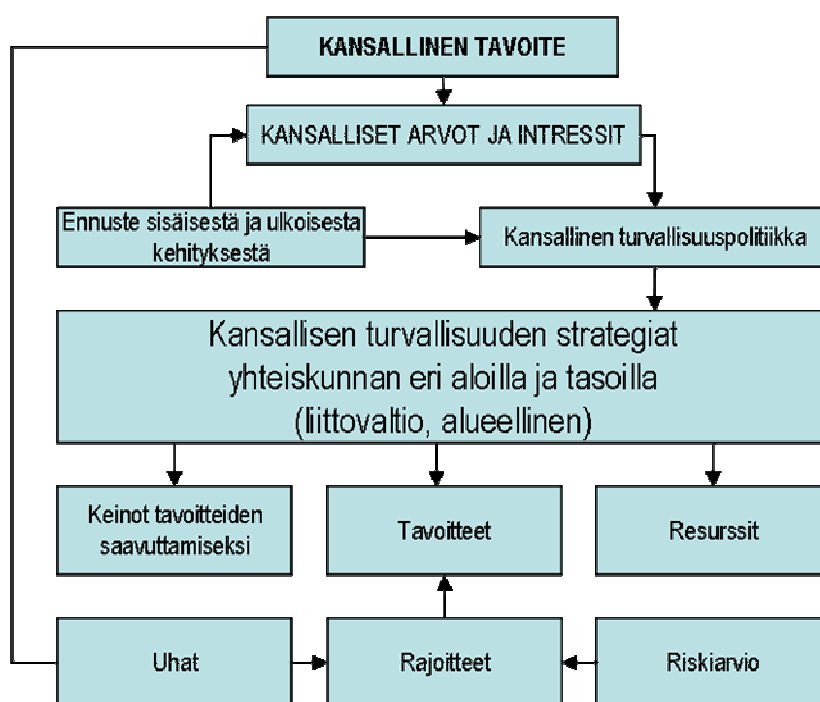 KANSALLINEN TAVOITE
KANSALLISET ARVOT JA INTRESSIT
Ennuste sisäisestä ja ulkoisesta
kehityksestä
Kansallinen turvallisuuspolitiikka
Kansallisen turvallisuuden strategiat
yhteiskunnan eri aloilla ja tasoilla
(liittovaltio, alueellinen)
Keinot tavoitteiden
saavuttamiseksi
Tavoitteet
Resurssit
Uhat
Rajoitteet
Riskiarvio